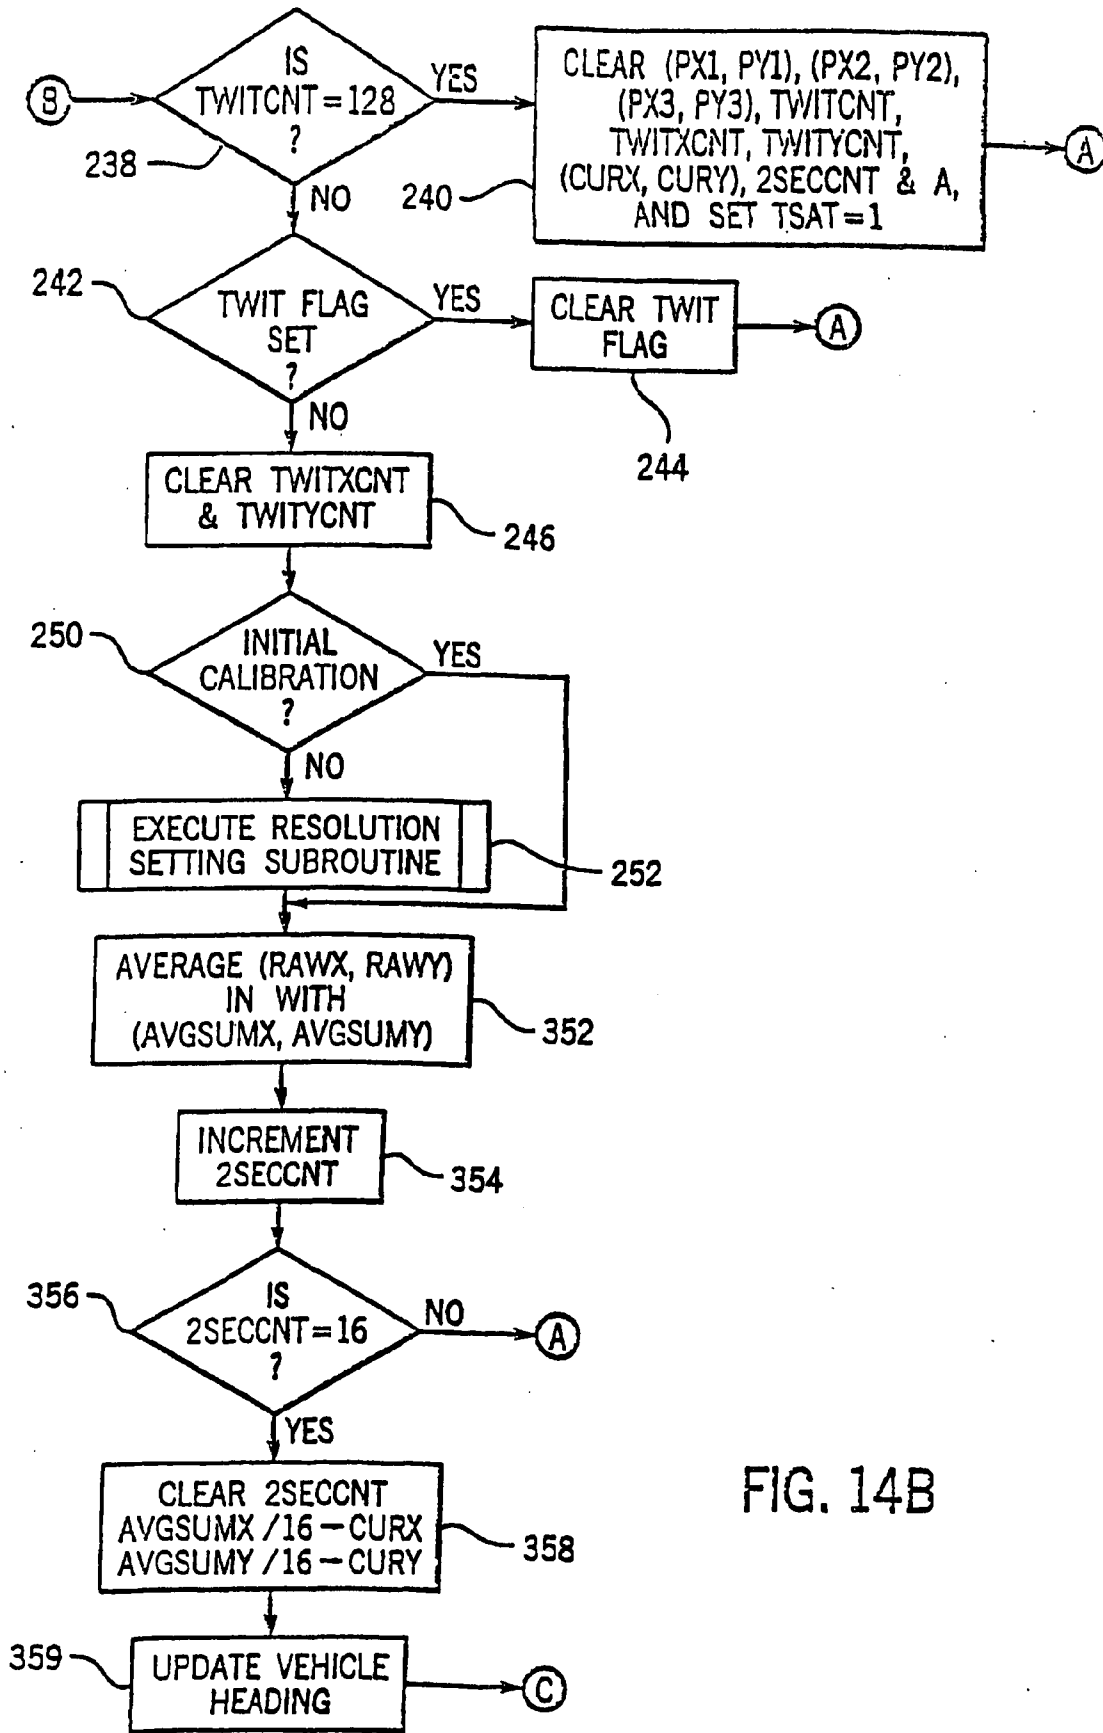 B
IS
TWITCNT=128
?
238
YES
NO
CLEAR (PX1, PY1), (PX2, PY2),
(PX3, PY3), TWITCNT,
TWITXCNT, TWITYCNT,
(CURX, CURY), 2SECCNT & A,
AND SET TSAT=1
240
A
242
TWIT FLAG
SET
?
YES
NO
CLEAR TWIT
FLAG
244
A
CLEAR TWITXCNT
& TWITYCNT
246
250
INITIAL
CALIBRATION
?
YES
NO
EXECUTE RESOLUTION
SETTING SUBROUTINE
252
AVERAGE (RAWX, RAWY)
IN WITH
(AVGSUMX, AVGSUMY)
352
INCREMENT
2SECCNT
354
356
IS
2SECCNT=16
?
NO
A
YES
CLEAR 2SECCNT
AVGSUMX/16-CURX
AVGSUMY/16-CURY
358
359
UPDATE VEHICLE
HEADING
C
FIG. 14B